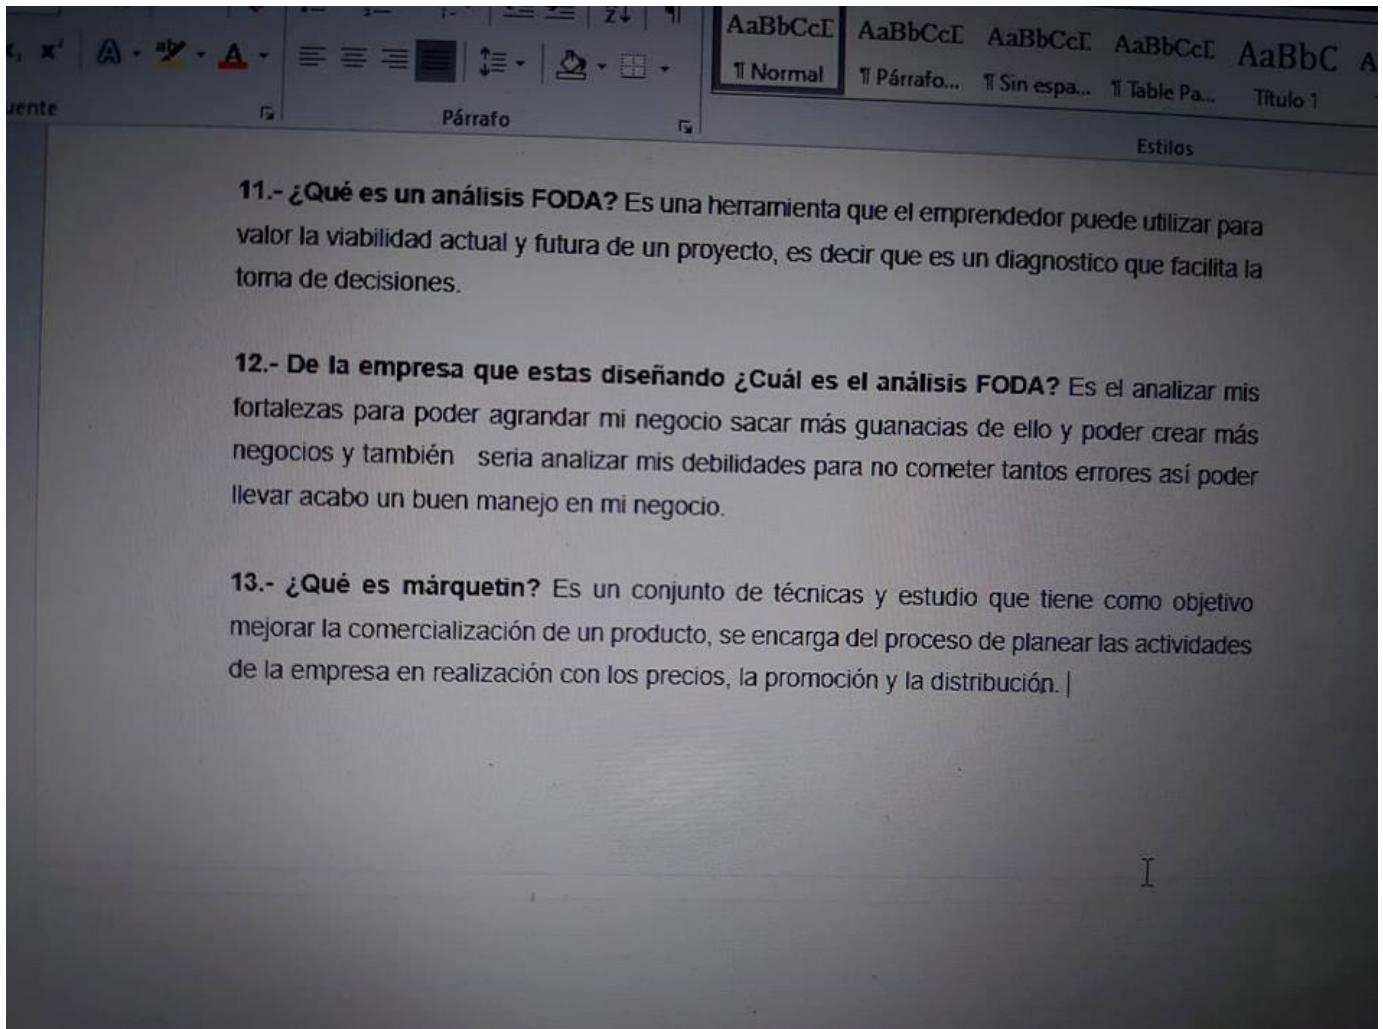 AaBbCcD AaBbCcD AaBbCcD AaBbCcD AaBbC
¶ Normal ¶ Párrafo... ¶ Sin espa... ¶ Table Pa... Título 1
Párrafo
Estilos
11.- ¿Qué es un análisis FODA? Es una herramienta que el emprendedor puede utilizar para
valor la viabilidad actual y futura de un proyecto, es decir que es un diagnostico que facilita la
toma de decisiones.
12.- De la empresa que estas diseñando ¿Cuál es el análisis FODA? Es el analizar mis
fortalezas para poder agrandar mi negocio sacar más guanacias de ello y poder crear más
negocios y también seria analizar mis debilidades para no cometer tantos errores así poder
llevar acabo un buen manejo en mi negocio.
13.- ¿Qué es márquetin? Es un conjunto de técnicas y estudio que tiene como objetivo
mejorar la comercialización de un producto, se encarga del proceso de planear las actividades
de la empresa en realización con los precios, la promoción y la distribución.